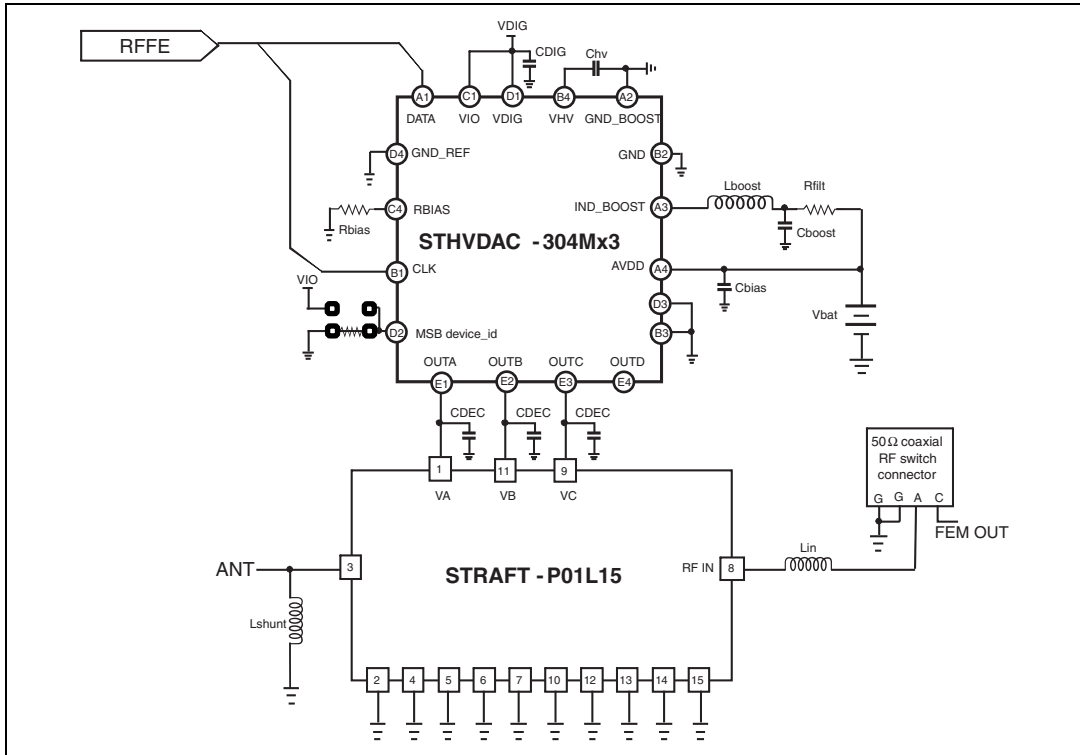 RFFE
VDIG
CDIG
Chv
A1
C1
D1
B4
A2
DATA
VIO
VDIG
VHV
GND_BOOST
D4
GND_REF
GND
B2
Lboost
Rfilt
C4
RBIAS
Rbias
IND_BOOST
A3
Cboost
STHVDAC - 304Mx3
B1
CLK
AVDD
A4
VIO
Cbias
D3
Vbat
D2
MSB device_id
B3
OUTA
OUTB
OUTC
OUTD
E1
E2
E3
E4
CDEC
CDEC
CDEC
50 Ω coaxial
RF switch
connector
G G A C
FEM OUT
1
11
9
VA
VB
VC
ANT
3
STRAFT - P01L15
RF IN
8
Lin
Lshunt
2
4
5
6
7
10
12
13
14
15